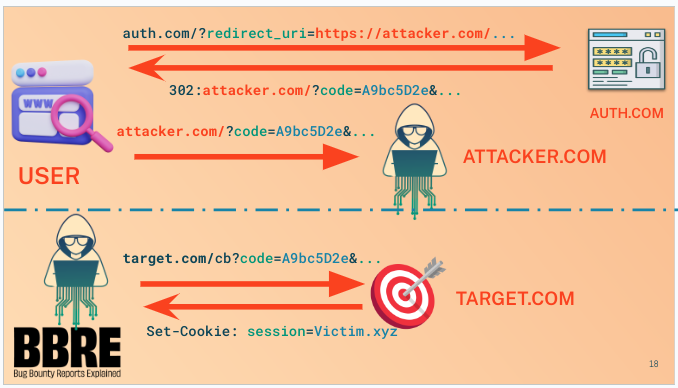 auth.com/?redirect_uri=https://attacker.com/...
302:attacker.com/?code=A9bc5D2e&...
AUTH.COM
www
attacker.com/?code=A9bc5D2e&...
USER
ATTACKER.COM
target.com/cb?code=A9bc5D2e&...
TARGET.COM
Set-Cookie: session=Victim.xyz
BBRE
Bug Bounty Reports Explained
18